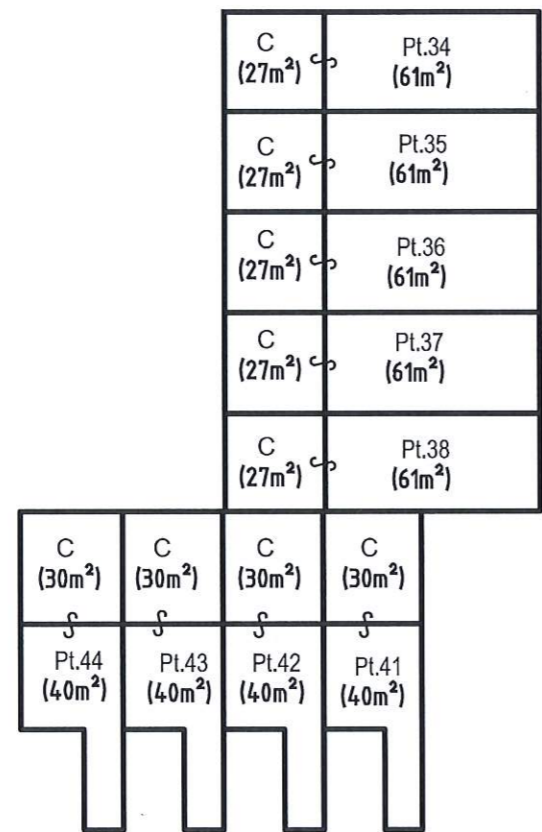 C
(27m²)
Pt.34
(61m²)
C
(27m²)
Pt.35
(61m²)
C
(27m²)
Pt.36
(61m²)
C
(27m²)
Pt.37
(61m²)
C
(27m²)
Pt.38
(61m²)
C
(30m²)
C
(30m²)
C
(30m²)
C
(30m²)
Pt.44
(40m²)
Pt.43
(40m²)
Pt.42
(40m²)
Pt.41
(40m²)